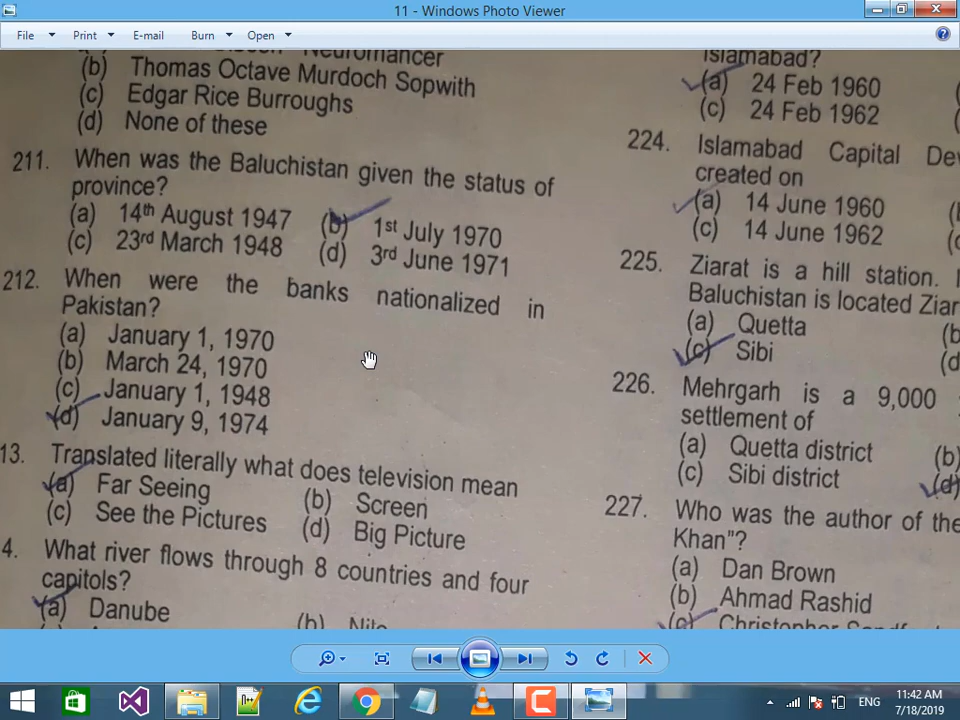 11 - Windows Photo Viewer
File Print E-mail Burn Open
Neuromancer
(b) Thomas Octave Murdoch Sopwith
(c) Edgar Rice Burroughs
(d) None of these
211. When was the Baluchistan given the status of
province?
(a) 14th August 1947 (b) 1st July 1970
(c) 23rd March 1948 (d) 3rd June 1971
212. When were the banks nationalized in
Pakistan?
(a) January 1, 1970
(b) March 24, 1970
(c) January 1, 1948
(d) January 9, 1974
13. Translated literally what does television mean
(a) Far Seeing (b) Screen
(c) See the Pictures (d) Big Picture
4. What river flows through 8 countries and four
capitols?
(a) Danube (b) Nile
Islamabad?
(a) 24 Feb 1960
(c) 24 Feb 1962
224. Islamabad Capital Dev
created on
(a) 14 June 1960
(c) 14 June 1962
225. Ziarat is a hill station.
Baluchistan is located Ziar
(a) Quetta (b
(c) Sibi (d
226. Mehrgarh is a 9,000
settlement of
(a) Quetta district (b)
(c) Sibi district (d)
227. Who was the author of the
Khan"?
(a) Dan Brown
(b) Ahmad Rashid
(c) Christopher
ENG
11:42 AM
7/18/2019